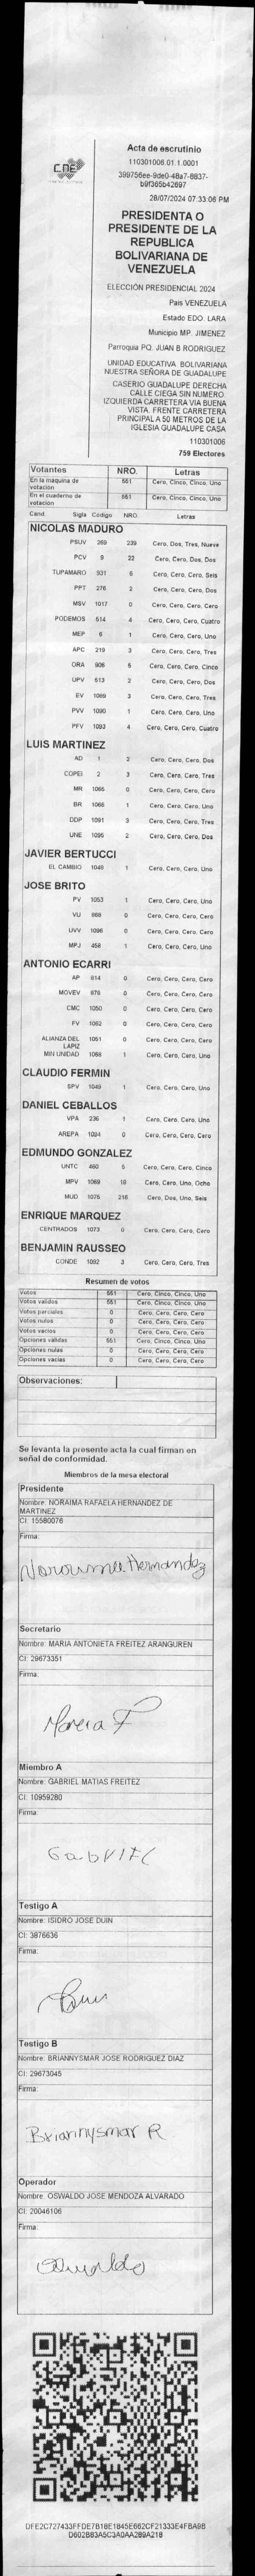 CNE
Acta de escrutinio
110301006.01.1.0001
399756ee-9de0-48a7-8837-
b9f365b42697
28/07/2024 07:33:06 PM
PRESIDENTA O
PRESIDENTE DE LA
REPUBLICA
BOLIVARIANA DE
VENEZUELA
ELECCIÓN PRESIDENCIAL 2024
Pais VENEZUELA
Estado EDO. LARA
Municipio MP. JIMENEZ
Parroquia PQ. JUAN B RODRIGUEZ
UNIDAD EDUCATIVA BOLIVARIANA
NUESTRA SEÑORA DE GUADALUPE
CASERIO GUADALUPE DERECHA
CALLE CIEGA SIN NUMERO.
IZQUIERDA CARRETERA VIA BUENA
VISTA. FRENTE CARRETERA
PRINCIPAL A 50 METROS DE LA
IGLESIA GUADALUPE CASA
110301006
759 Electores
Votantes NRO. Letras
En la maquina de votación 551 Cero, Cinco, Cinco, Uno
En el cuaderno de votación 551 Cero, Cinco, Cinco, Uno
Cand. Sigla Código NRO. Letras
NICOLAS MADURO
PSUV 269 239 Cero, Dos, Tres, Nueve
PCV 9 22 Cero, Cero, Dos, Dos
TUPAMARO 931 6 Cero, Cero, Cero, Seis
PPT 276 2 Cero, Cero, Cero, Dos
MSV 1017 0 Cero, Cero, Cero, Cero
PODEMOS 514 4 Cero, Cero, Cero, Cuatro
MEP 6 1 Cero, Cero, Cero, Uno
APC 219 3 Cero, Cero, Cero, Tres
ORA 906 5 Cero, Cero, Cero, Cinco
UPV 613 2 Cero, Cero, Cero, Dos
EV 1089 3 Cero, Cero, Cero, Tres
PVV 1090 1 Cero, Cero, Cero, Uno
PFV 1093 4 Cero, Cero, Cero, Cuatro
LUIS MARTINEZ
AD 1 2 Cero, Cero, Cero, Dos
COPEI 2 3 Cero, Cero, Cero, Tres
MR 1065 0 Cero, Cero, Cero, Cero
BR 1066 1 Cero, Cero, Cero, Uno
DDP 1091 3 Cero, Cero, Cero, Tres
UNE 1095 2 Cero, Cero, Cero, Dos
JAVIER BERTUCCI
EL CAMBIO 1048 1 Cero, Cero, Cero, Uno
JOSE BRITO
PV 1053 1 Cero, Cero, Cero, Uno
VU 868 0 Cero, Cero, Cero, Cero
UVV 1096 0 Cero, Cero, Cero, Cero
MPJ 458 1 Cero, Cero, Cero, Uno
ANTONIO ECARRI
AP 814 0 Cero, Cero, Cero, Cero
MOVEV 876 0 Cero, Cero, Cero, Cero
CMC 1050 0 Cero, Cero, Cero, Cero
FV 1062 0 Cero, Cero, Cero, Cero
ALIANZA DEL LAPIZ 1051 0 Cero, Cero, Cero, Cero
MIN UNIDAD 1068 1 Cero, Cero, Cero, Uno
CLAUDIO FERMIN
SPV 1049 1 Cero, Cero, Cero, Uno
DANIEL CEBALLOS
VPA 236 1 Cero, Cero, Cero, Uno
AREPA 1094 0 Cero, Cero, Cero, Cero
EDMUNDO GONZALEZ
UNTC 460 5 Cero, Cero, Cero, Cinco
MPV 1069 18 Cero, Cero, Uno, Ocho
MUD 1075 216 Cero, Dos, Uno, Seis
ENRIQUE MARQUEZ
CENTRADOS 1073 0 Cero, Cero, Cero, Cero
BENJAMIN RAUSSEO
CONDE 1092 3 Cero, Cero, Cero, Tres
Resumen de votos
Votos 551 Cero, Cinco, Cinco, Uno
Votos validos 551 Cero, Cinco, Cinco, Uno
Votos parciales 0 Cero, Cero, Cero, Cero
Votos nulos 0 Cero, Cero, Cero, Cero
Votos vacios 0 Cero, Cero, Cero, Cero
Opciones validas 551 Cero, Cinco, Cinco, Uno
Opciones nulas 0 Cero, Cero, Cero, Cero
Opciones vacias 0 Cero, Cero, Cero, Cero
Observaciones:
Se levanta la presente acta la cual firman en
señal de conformidad.
Miembros de la mesa electoral
Presidente
Nombre: NORAIMA RAFAELA HERNANDEZ DE
MARTINEZ
CI: 15580076
Firma:
Secretario
Nombre: MARIA ANTONIETA FREITEZ ARANGUREN
CI: 29673351
Firma:
Maria F
Miembro A
Nombre: GABRIEL MATIAS FREITEZ
CI: 10959280
Firma:
Gabriel
Testigo A
Nombre: ISIDRO JOSE DUIN
CI: 3876636
Firma:
Testigo B
Nombre: BRIANNYSMAR JOSE RODRIGUEZ DIAZ
CI: 29673045
Firma:
Briannysmar R
Operador
Nombre: OSWALDO JOSE MENDOZA ALVARADO
CI: 20046106
Firma:
Oswaldo
DFE2C727433FFDE7B18E1B45E662CF21333E4FBA9B
D602B83A5C3A0AA289A218